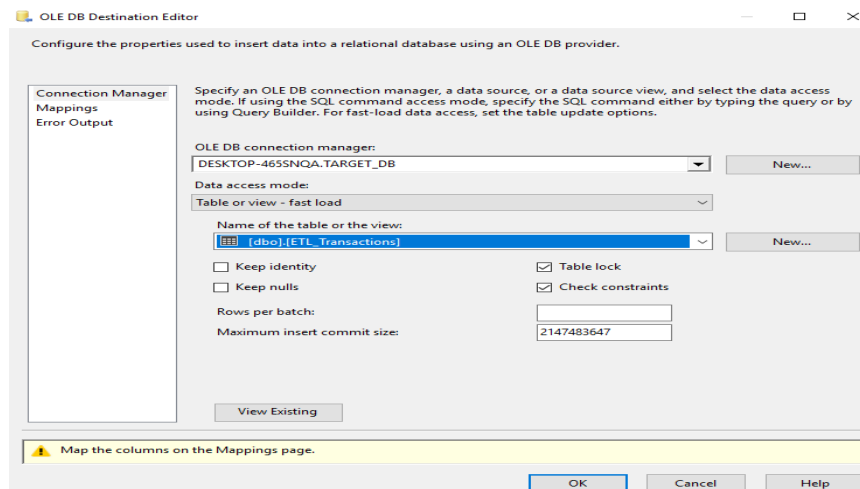 OLE DB Destination Editor
Configure the properties used to insert data into a relational database using an OLE DB provider.
Connection Manager
Mappings
Error Output
Specify an OLE DB connection manager, a data source, or a data source view, and select the data access
mode. If using the SQL command access mode, specify the SQL command either by typing the query or by
using Query Builder. For fast-load data access, set the table update options.
OLE DB connection manager:
DESKTOP-465SNQA.TARGET_DB
New...
Data access mode:
Table or view - fast load
Name of the table or the view:
[dbo].[ETL_Transactions]
New...
Keep identity
Table lock
Keep nulls
Check constraints
Rows per batch:
Maximum insert commit size:
2147483647
View Existing
Map the columns on the Mappings page.
OK
Cancel
Help